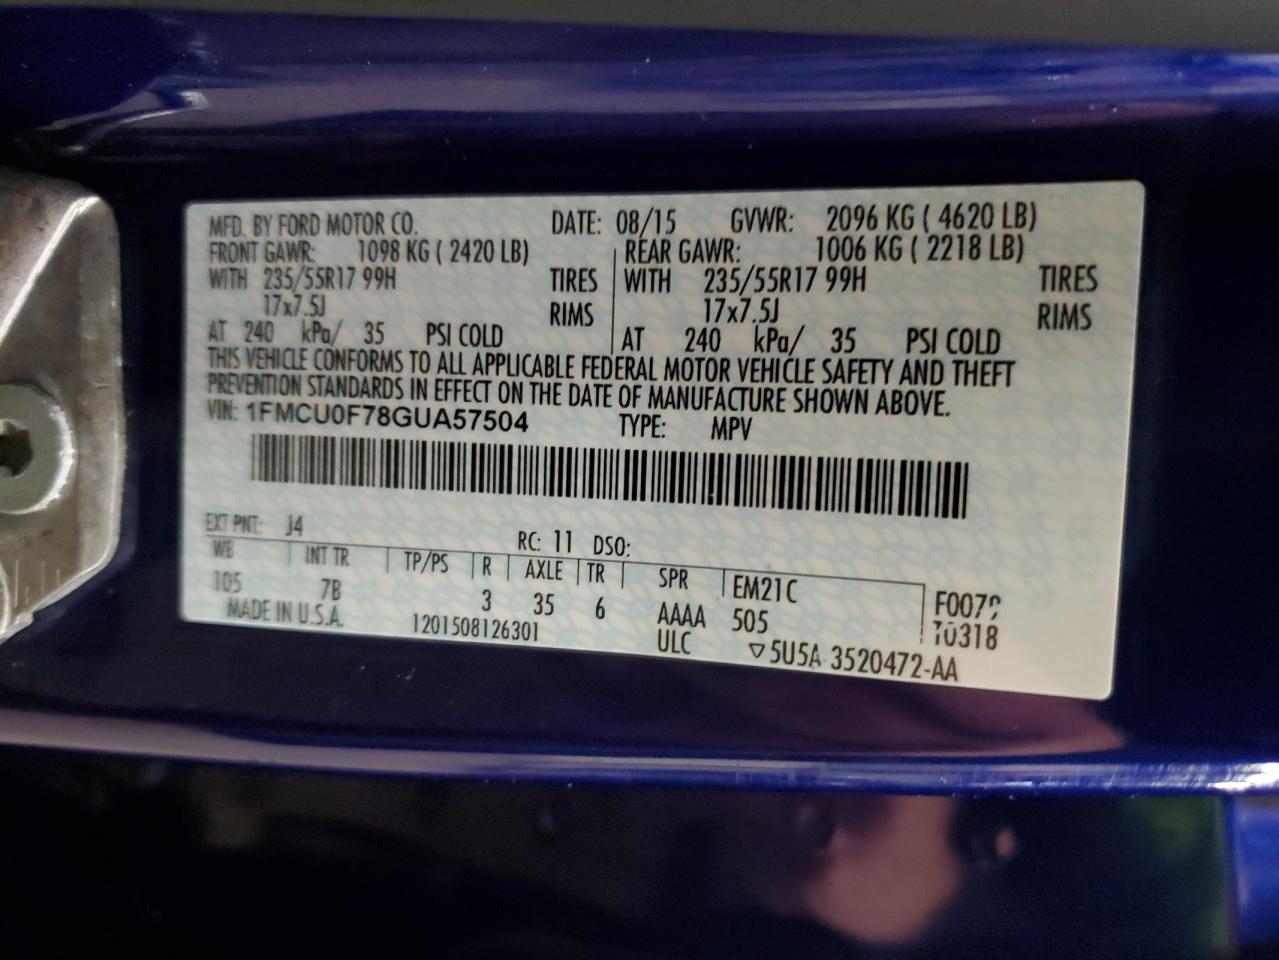 MFD. BY FORD MOTOR CO. DATE: 08/15 GVWR: 2096 KG ( 4620 LB)
FRONT GAWR: 1098 KG ( 2420 LB) REAR GAWR: 1006 KG ( 2218 LB)
WITH 235/55R17 99H TIRES WITH 235/55R17 99H TIRES
17x7.5J RIMS 17x7.5J RIMS
AT 240 kPa/ 35 PSI COLD AT 240 kPa/ 35 PSI COLD
THIS VEHICLE CONFORMS TO ALL APPLICABLE FEDERAL MOTOR VEHICLE SAFETY AND THEFT
PREVENTION STANDARDS IN EFFECT ON THE DATE OF MANUFACTURE SHOWN ABOVE.
VIN: 1FMCU0F78GUA57504 TYPE: MPV
EXT PNT: J4 RC: 11 DSO:
WB INT TR TP/PS R AXLE TR SPR EM21C
105 7B 3 35 6 AAAA 505
MADE IN U.S.A. 1201508126301 ULC ▽5U5A 3520472-AA
F0079
T0318